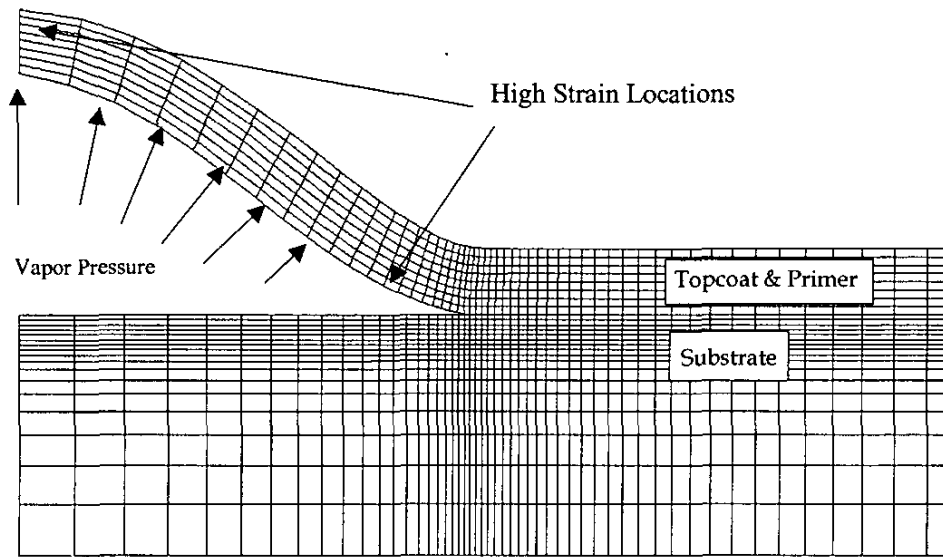 High Strain Locations
Vapor Pressure
Topcoat & Primer
Substrate